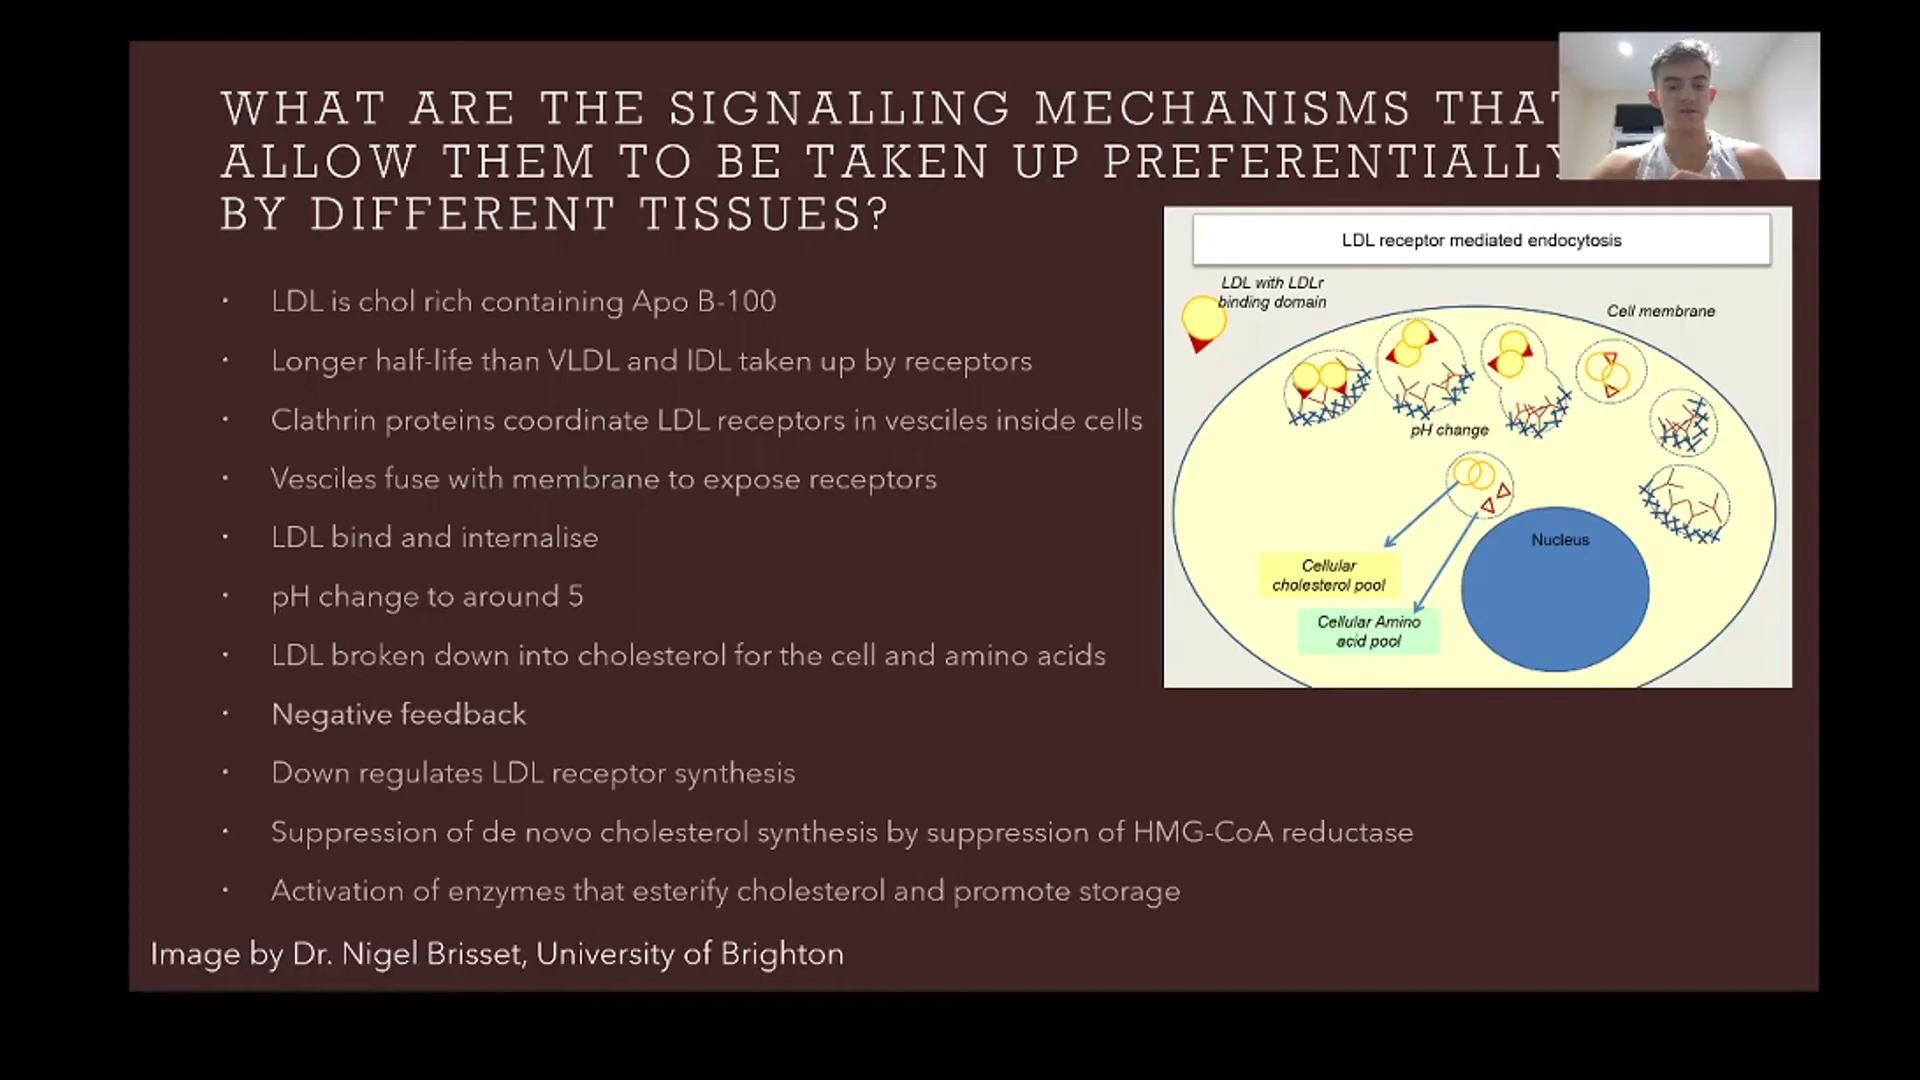 WHAT ARE THE SIGNALLING MECHANISMS THAT
ALLOW THEM TO BE TAKEN UP PREFERENTIALLY
BY DIFFERENT TISSUES?
• LDL is chol rich containing Apo B-100
• Longer half-life than VLDL and IDL taken up by receptors
• Clathrin proteins coordinate LDL receptors in vesciles inside cells
• Vesciles fuse with membrane to expose receptors
• LDL bind and internalise
• pH change to around 5
• LDL broken down into cholesterol for the cell and amino acids
• Negative feedback
• Down regulates LDL receptor synthesis
• Suppression of de novo cholesterol synthesis by suppression of HMG-CoA reductase
• Activation of enzymes that esterify cholesterol and promote storage
Image by Dr. Nigel Brisset, University of Brighton
LDL receptor mediated endocytosis
LDL with LDLr
binding domain
Cell membrane
pH change
Nucleus
Cellular
cholesterol pool
Cellular Amino
acid pool